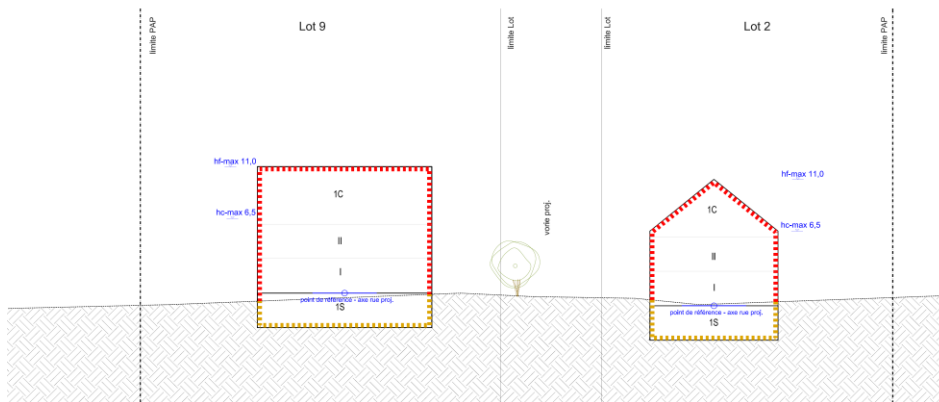 Lot 9
Lot 2
limite PAP
limite Lot
limite Lot
limite PAP
hf-max 11,0
1C
hc-max 6,5
II
I
point de référence - axe rue proj.
1S
vorie proj.
1C
hf-max 11,0
hc-max 6,5
II
I
point de référence - axe rue proj.
1S